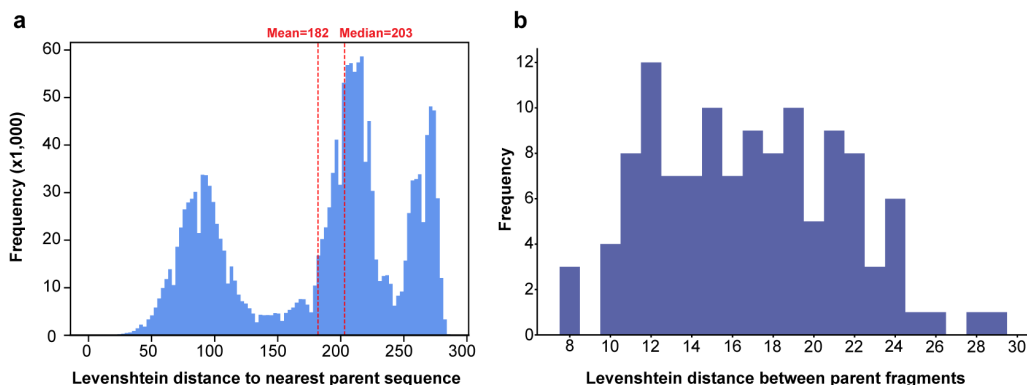 a
b
Mean=182 Median=203
Frequency (x1,000)
60
50
40
30
20
10
0
0 50 100 150 200 250 300
Levenshtein distance to nearest parent sequence
Frequency
12
10
8
6
4
2
0
8 10 12 14 16 18 20 22 24 26 28 30
Levenshtein distance between parent fragments